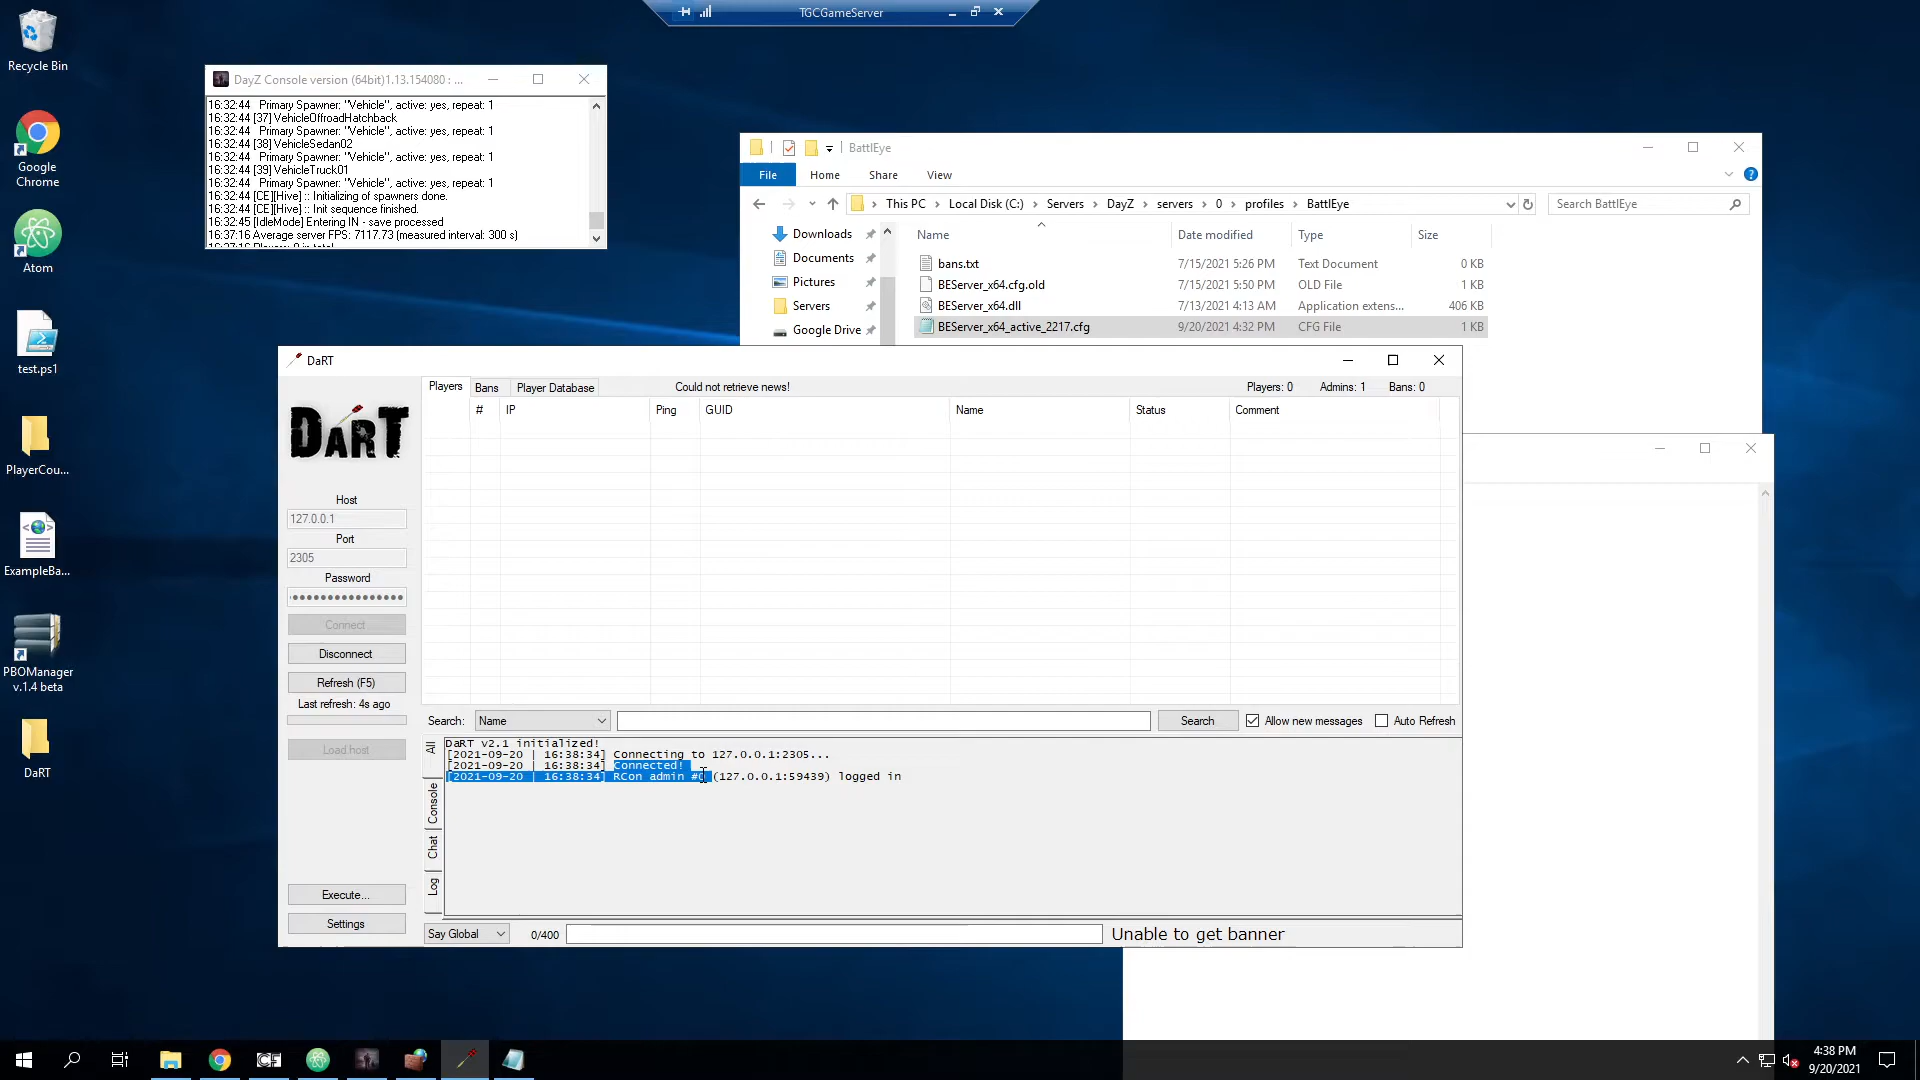 TGCGameServer
Recycle Bin
Google
Chrome
Atom
test.ps1
PlayerCou...
ExampleBa...
PBOManager
v.1.4 beta
DaRT
DayZ Console version (64bit)1.13.154080 : ...
16:32:44   Primary Spawner: "Vehicle", active: yes, repeat: 1
16:32:44 [37] VehicleOffroadHatchback
16:32:44   Primary Spawner: "Vehicle", active: yes, repeat: 1
16:32:44 [38] VehicleSedan02
16:32:44   Primary Spawner: "Vehicle", active: yes, repeat: 1
16:32:44 [39] VehicleTruck01
16:32:44   Primary Spawner: "Vehicle", active: yes, repeat: 1
16:32:44 [CE][Hive] :: Initializing of spawners done.
16:32:44 [CE][Hive] :: Init sequence finished.
16:32:45 [IdleMode] Entering IN - save processed
16:37:16 Average server FPS: 7117.73 (measured interval: 300 s)
BattlEye
File Home Share View
This PC > Local Disk (C:) > Servers > DayZ > servers > 0 > profiles > BattlEye
Search BattlEye
Downloads
Documents
Pictures
Servers
Google Drive
Name Date modified Type Size
bans.txt 7/15/2021 5:26 PM Text Document 0 KB
BEServer_x64.cfg.old 7/15/2021 5:50 PM OLD File 1 KB
BEServer_x64.dll 7/13/2021 4:13 AM Application extens... 406 KB
BEServer_x64_active_2217.cfg 9/20/2021 4:32 PM CFG File 1 KB
DaRT
DART
Host
127.0.0.1
Port
2305
Password
Connect
Disconnect
Refresh (F5)
Last refresh: 4s ago
Load host
Execute...
Settings
Players Bans Player Database Could not retrieve news! Players: 0 Admins: 1 Bans: 0
# IP Ping GUID Name Status Comment
Search: Name Search Allow new messages Auto Refresh
All
Console
Chat
Log
DaRT v2.1 initialized!
[2021-09-20 | 16:38:34] Connecting to 127.0.0.1:2305...
[2021-09-20 | 16:38:34] Connected!
[2021-09-20 | 16:38:34] RCon admin #0 (127.0.0.1:59439) logged in
Say Global 0/400 Unable to get banner
CF
4:38 PM
9/20/2021